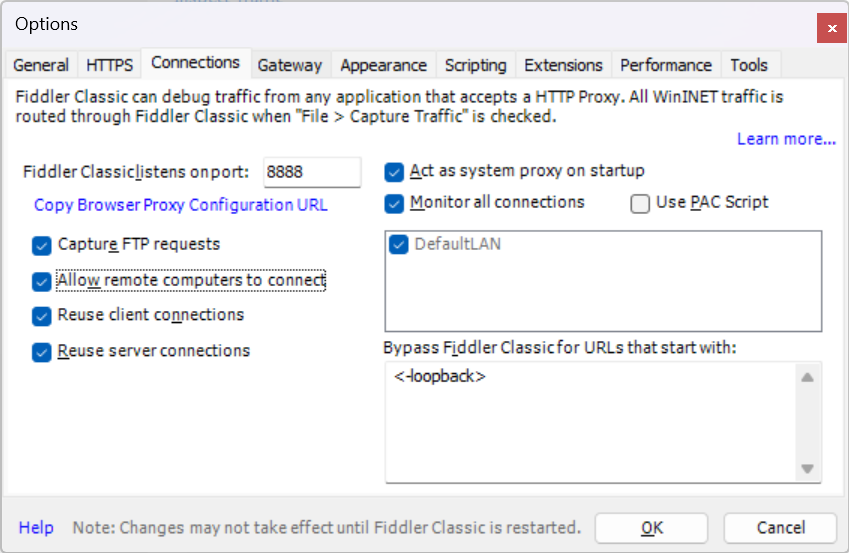 Options
General HTTPS Connections Gateway Appearance Scripting Extensions Performance Tools
Fiddler Classic can debug traffic from any application that accepts a HTTP Proxy. All WinINET traffic is
routed through Fiddler Classic when "File > Capture Traffic" is checked.
Learn more...
Fiddler Classic listens on port: 8888
Copy Browser Proxy Configuration URL
Capture FTP requests
Allow remote computers to connect
Reuse client connections
Reuse server connections
Act as system proxy on startup
Monitor all connections Use PAC Script
DefaultLAN
Bypass Fiddler Classic for URLs that start with:
<-loopback>
Help Note: Changes may not take effect until Fiddler Classic is restarted. OK Cancel